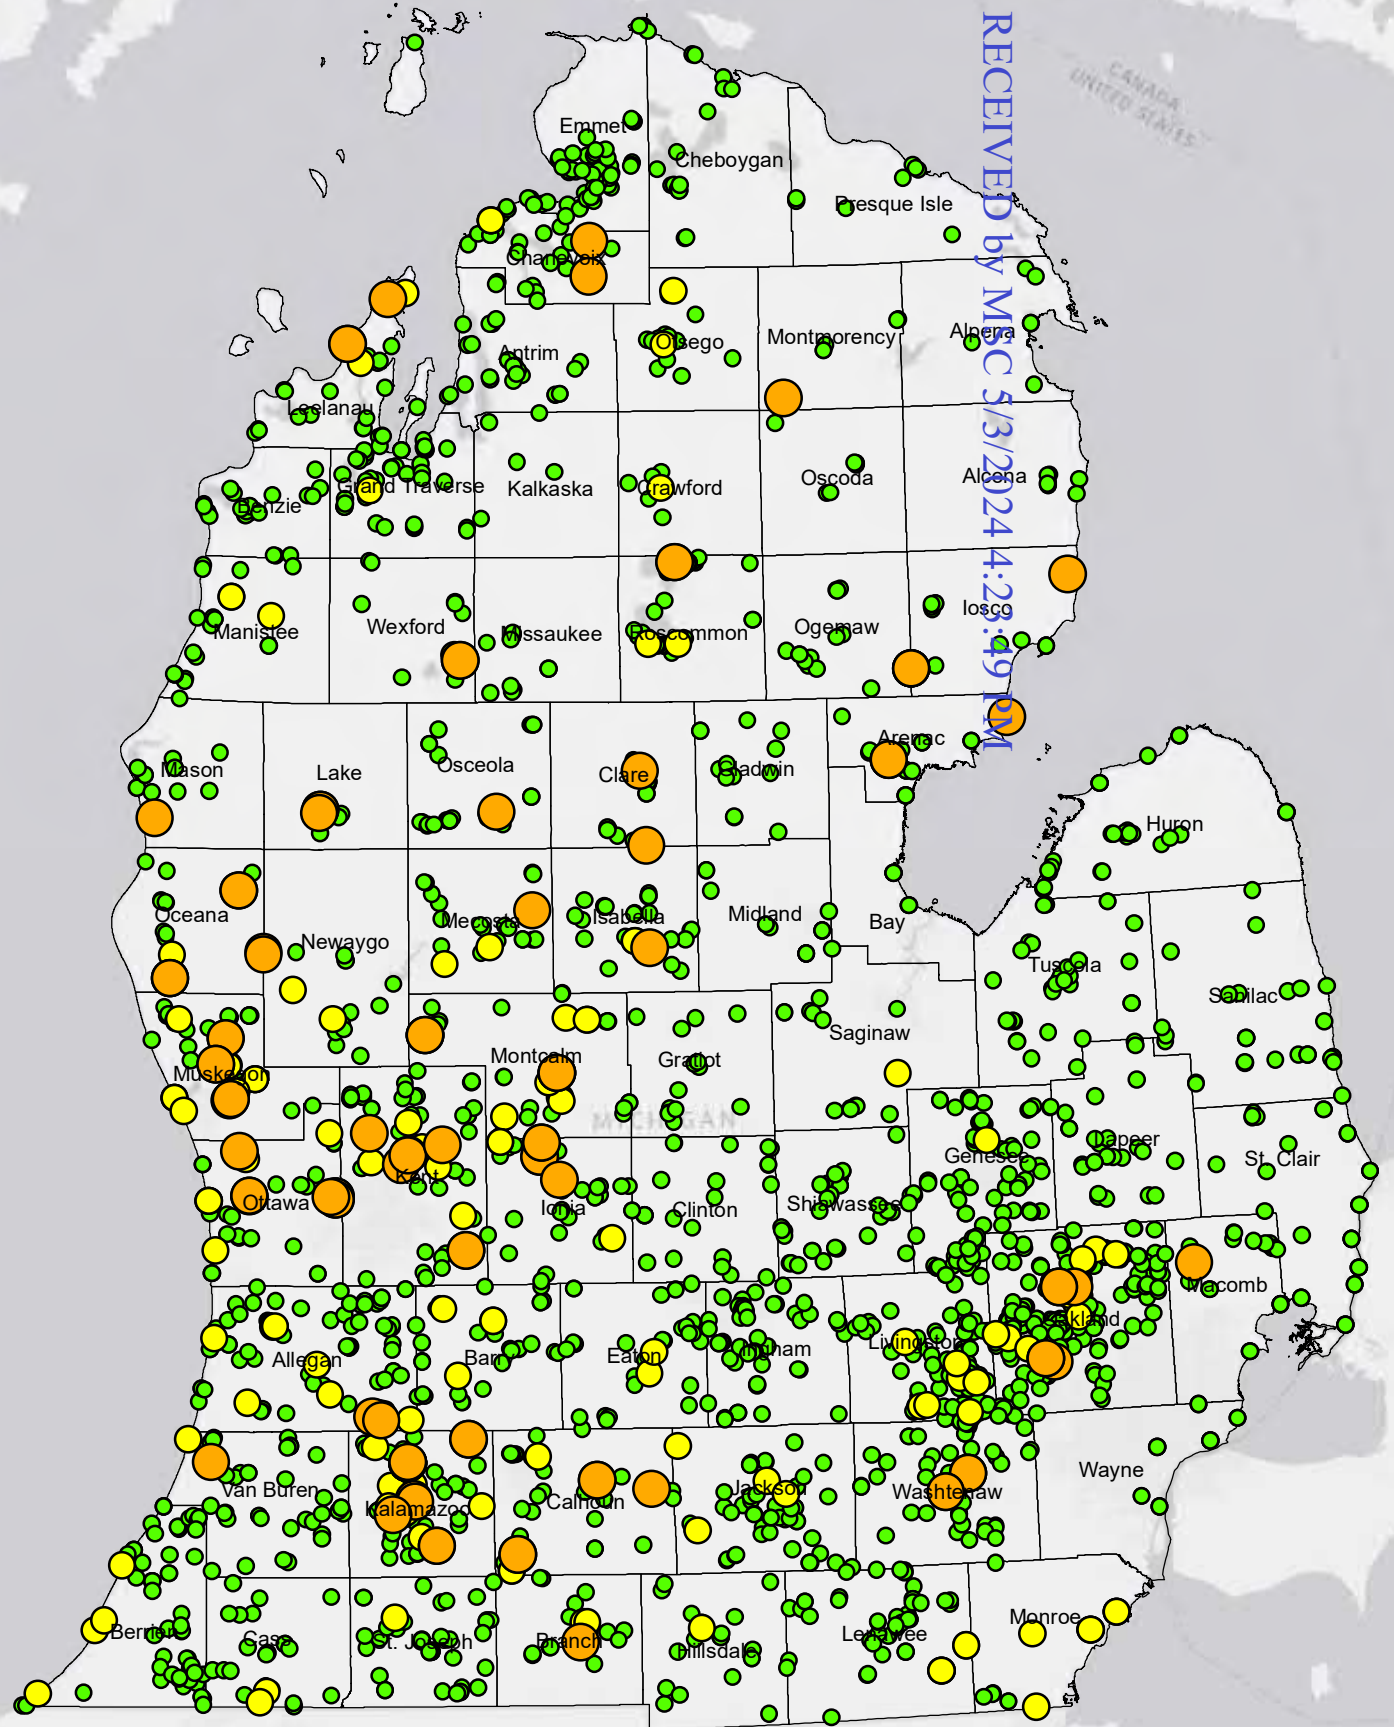 RECEIVED by MSC 5/3/2024 4:23:49 PM
CANADA
UNITED STATES
Emmet
Cheboygan
Presque Isle
Charlevoix
Otsego
Montmorency
Alpena
Antrim
Leelanau
Grand Traverse
Kalkaska
Crawford
Oscoda
Alcona
Benzie
Manistee
Wexford
Missaukee
Roscommon
Ogemaw
Iosco
Mason
Lake
Osceola
Clare
Gladwin
Arenac
Huron
Oceana
Newaygo
Mecosta
Isabella
Midland
Bay
Tuscola
Sanilac
Saginaw
Montcalm
Gratiot
Muskegon
MICHIGAN
Genesee
Lapeer
St. Clair
Kent
Ottawa
Ionia
Clinton
Shiawassee
Macomb
Oakland
Livingston
Ingham
Eaton
Barry
Allegan
Wayne
Washtenaw
Jackson
Calhoun
Kalamazoo
Van Buren
Berrien
Cass
St. Joseph
Branch
Hillsdale
Lenawee
Monroe